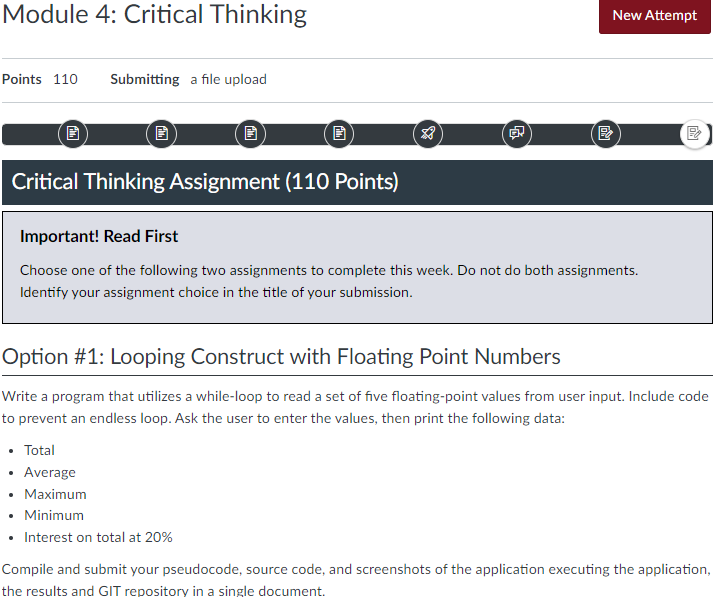 Module 4: Critical Thinking
New Attempt
Points 110 Submitting a file upload
Critical Thinking Assignment (110 Points)
Important! Read First
Choose one of the following two assignments to complete this week. Do not do both assignments.
Identify your assignment choice in the title of your submission.
Option #1: Looping Construct with Floating Point Numbers
Write a program that utilizes a while-loop to read a set of five floating-point values from user input. Include code
to prevent an endless loop. Ask the user to enter the values, then print the following data:
• Total
• Average
• Maximum
• Minimum
• Interest on total at 20%
Compile and submit your pseudocode, source code, and screenshots of the application executing the application,
the results and GIT repository in a single document.